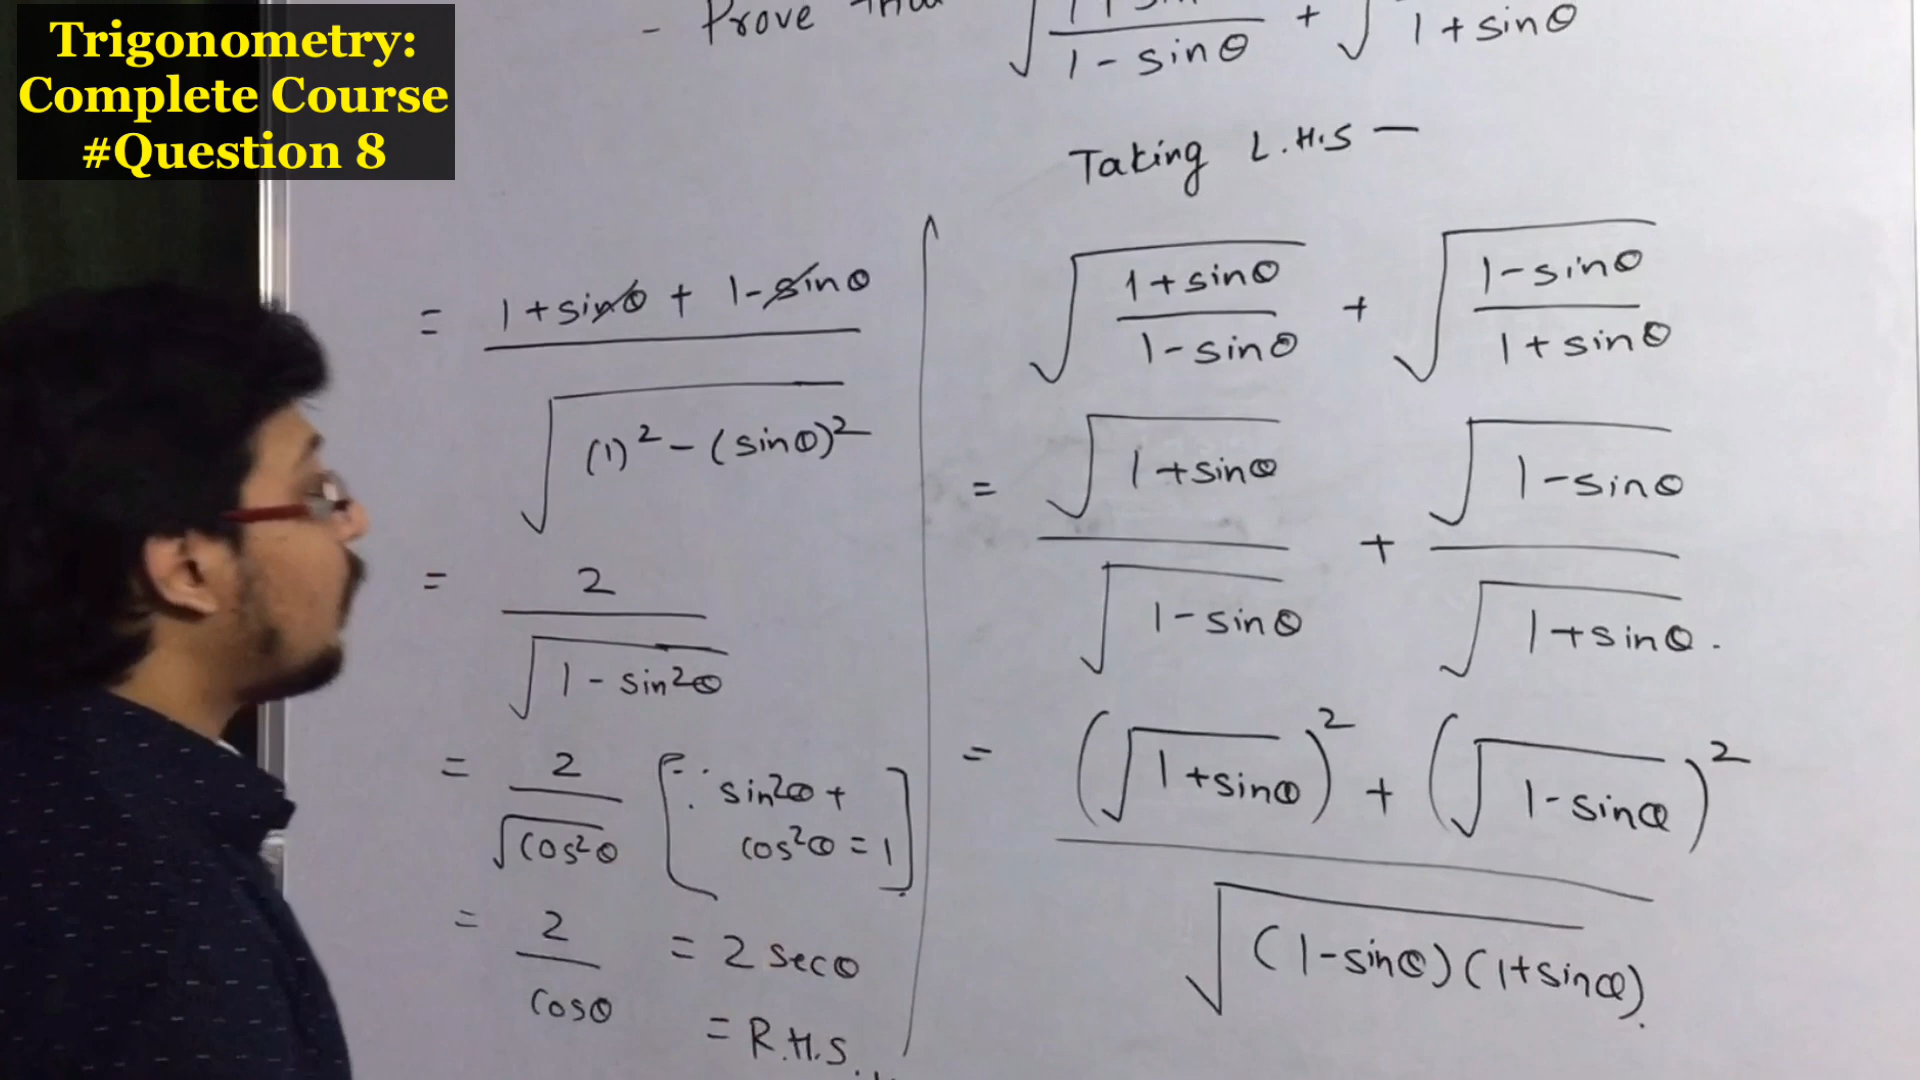 Trigonometry:
Complete Course
#Question 8
- Prove √ / 1 - sinθ + √ / 1 + sinθ
Taking L.H.S —
√(1 + sinθ / 1 - sinθ) + √(1 - sinθ / 1 + sinθ)
= √(1 + sinθ) / √(1 - sinθ) + √(1 - sinθ) / √(1 + sinθ) .
= (√(1 + sinθ))² + (√(1 - sinθ))² / √((1 - sinθ)(1 + sinθ)).
= 1 + sinθ + 1 - sinθ / √((1)² - (sinθ)²)
= 2 / √(1 - sin²θ)
= 2 / √(cos²θ) [∵ sin²θ + cos²θ = 1]
= 2 / cosθ = 2 secθ
= R.H.S.